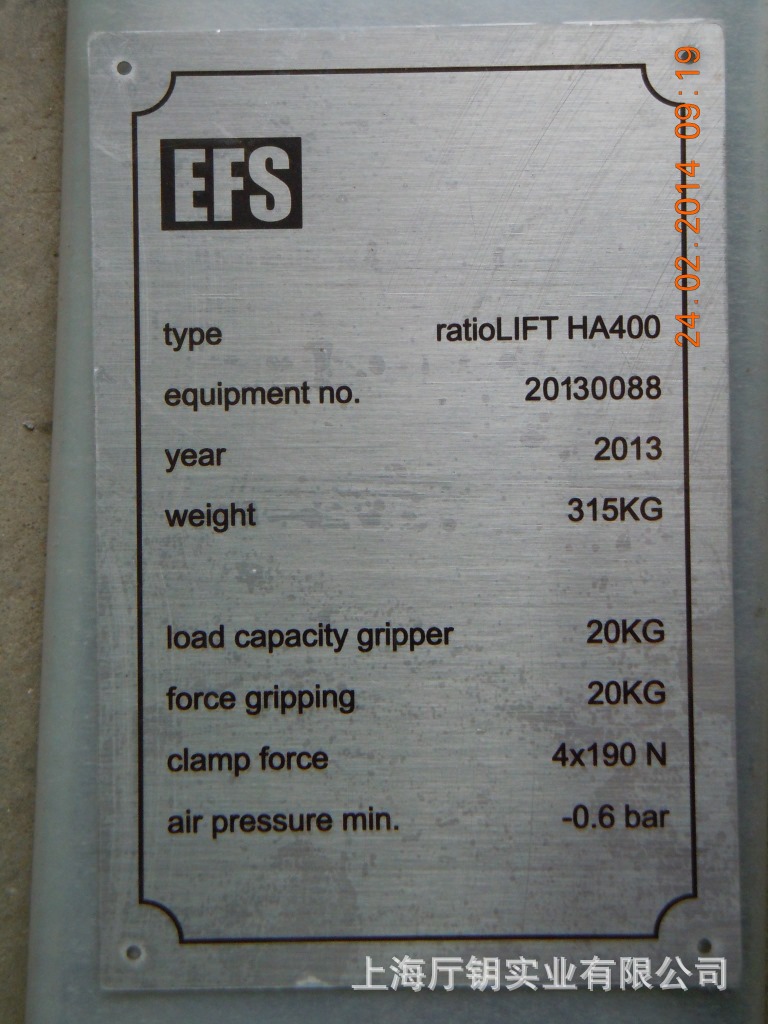 EFS
type ratioLIFT HA400
equipment no. 20130088
year 2013
weight 315KG
load capacity gripper 20KG
force gripping 20KG
clamp force 4x190 N
air pressure min. -0.6 bar
24.02.2014 09:19
上海厅钥实业有限公司